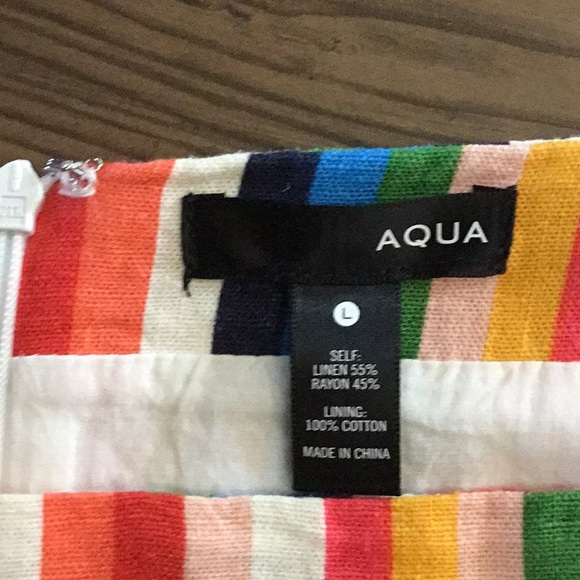 AQUA
L
SELF:
LINEN 55%
RAYON 45%
LINING:
100% COTTON
MADE IN CHINA